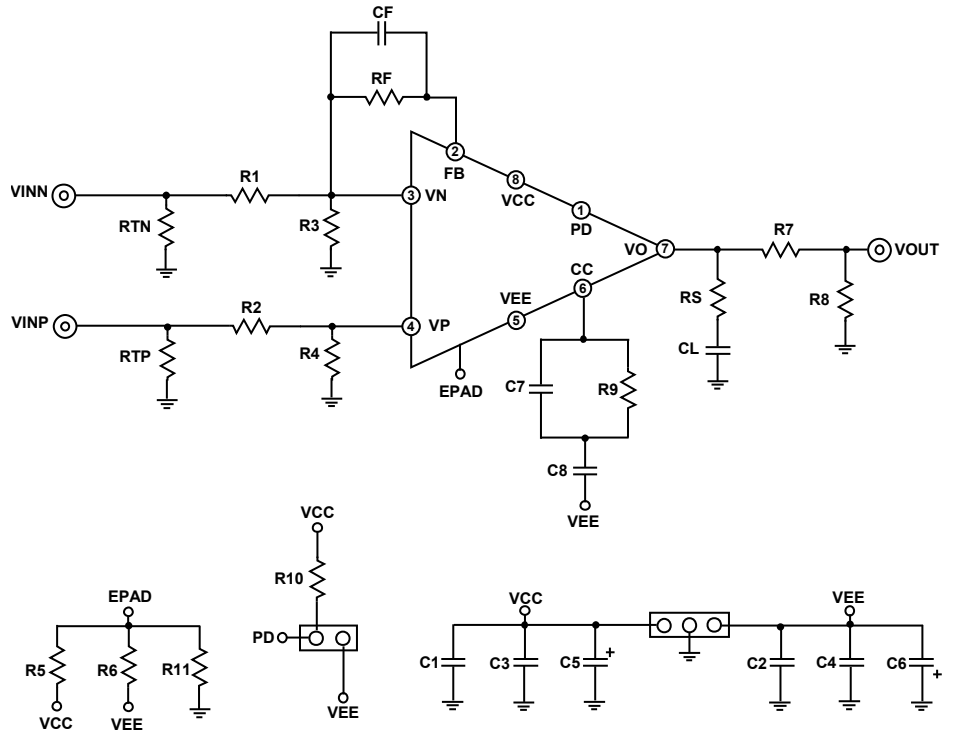 CF
RF
2
FB
VINN
R1
3
VN
8
VCC
1
PD
RTN
R3
R7
VO
7
VOUT
CC
6
VEE
5
RS
R8
VINP
R2
4
VP
RTP
R4
CL
EPAD
C7
R9
C8
VEE
VCC
R10
PD
VEE
EPAD
R5
R6
R11
VCC
VEE
VCC
C1
C3
C5
+
VEE
C2
C4
C6
+